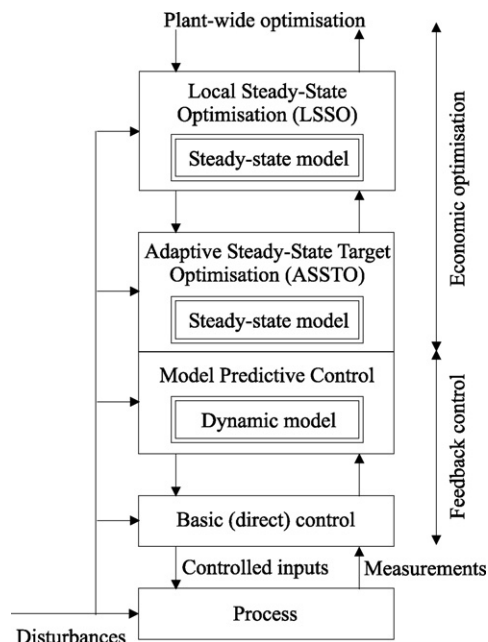 Plant-wide optimisation
Local Steady-State
Optimisation (LSSO)
Steady-state model
Adaptive Steady-State Target
Optimisation (ASSTO)
Steady-state model
Model Predictive Control
Dynamic model
Basic (direct) control
Controlled inputs
Measurements
Process
Disturbances
Economic optimisation
Feedback control